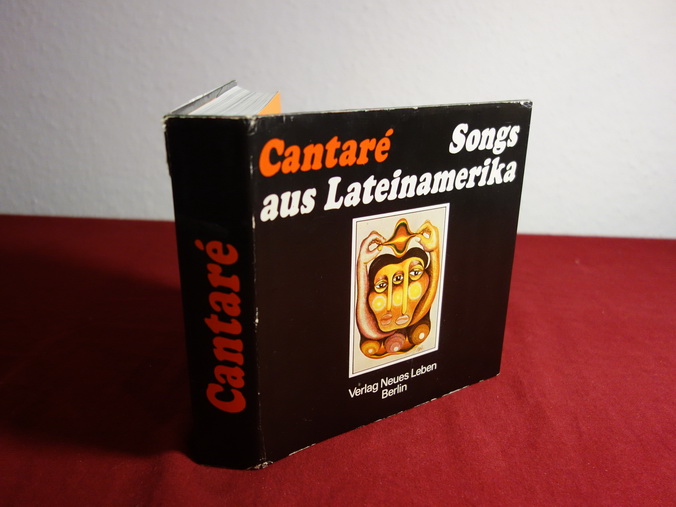 Cantaré
Cantaré Songs
aus Lateinamerika
Verlag Neues Leben
Berlin